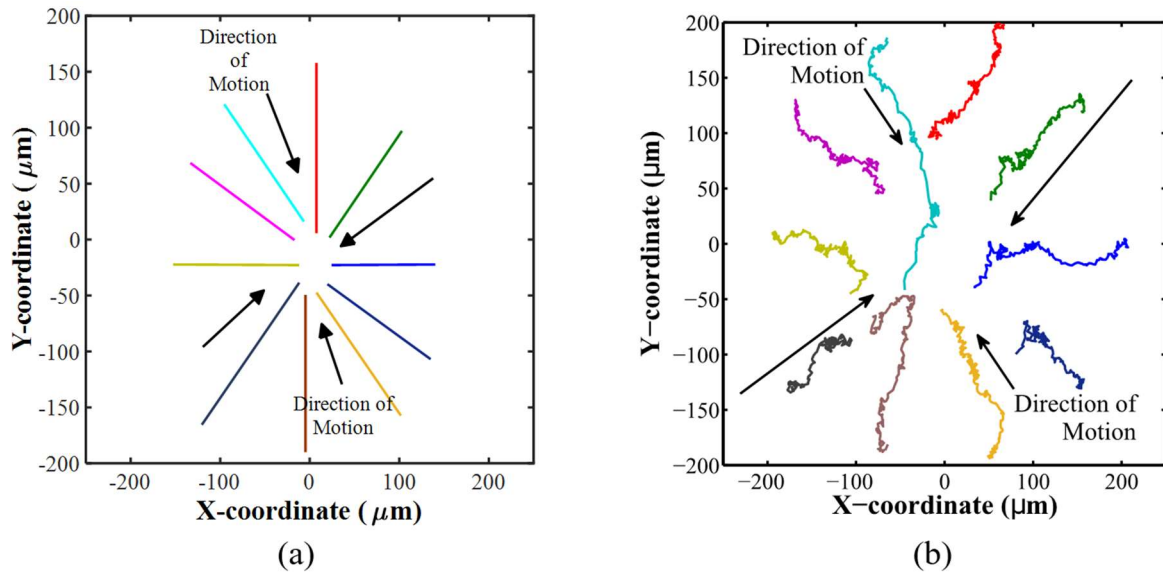 200
150
100
50
0
-50
-100
-150
-200
Y-coordinate ( μm)
Direction
of
Motion
Direction of
Motion
-200
-100
0
100
200
X-coordinate ( μm)
(a)
200
150
100
50
0
−50
−100
−150
−200
Y−coordinate (μm)
Direction of
Motion
Direction of
Motion
−200
−100
0
100
200
X−coordinate (μm)
(b)